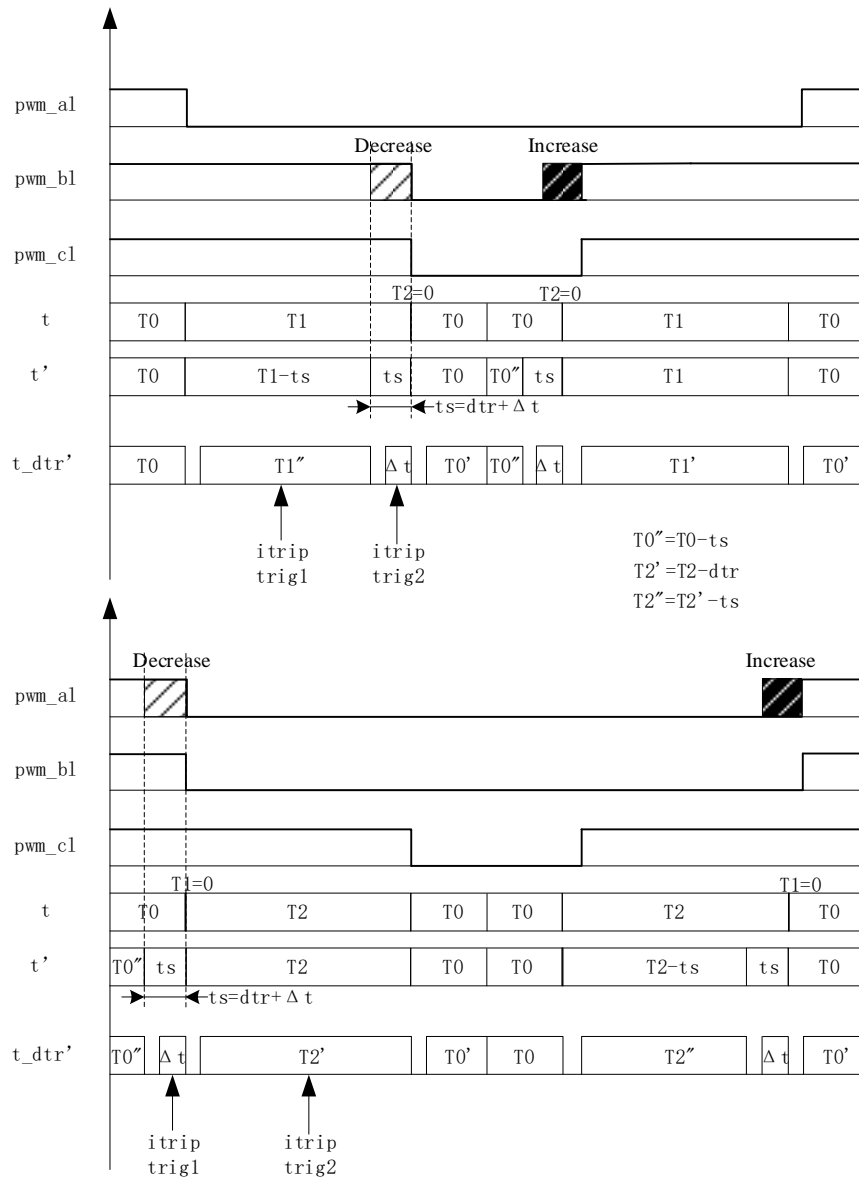 pwm_al
Decrease Increase
pwm_bl
pwm_cl
T2=0 T2=0
t T0 T1 T0 T0 T1 T0
t’ T0 T1-ts ts T0 T0″ ts T1 T0
ts=dtr+Δt
t_dtr’ T0 T1″ Δt T0' T0″ Δt T1' T0'
itrip itrip
trig1 trig2
T0″=T0-ts
T2'=T2-dtr
T2″=T2'-ts
Decrease Increase
pwm_al
pwm_bl
pwm_cl
T1=0 T1=0
t T0 T2 T0 T0 T2 T0
t’ T0″ ts T2 T0 T0 T2-ts ts T0
ts=dtr+Δt
t_dtr’ T0″ Δt T2' T0' T0 T2″ Δt T0'
itrip itrip
trig1 trig2